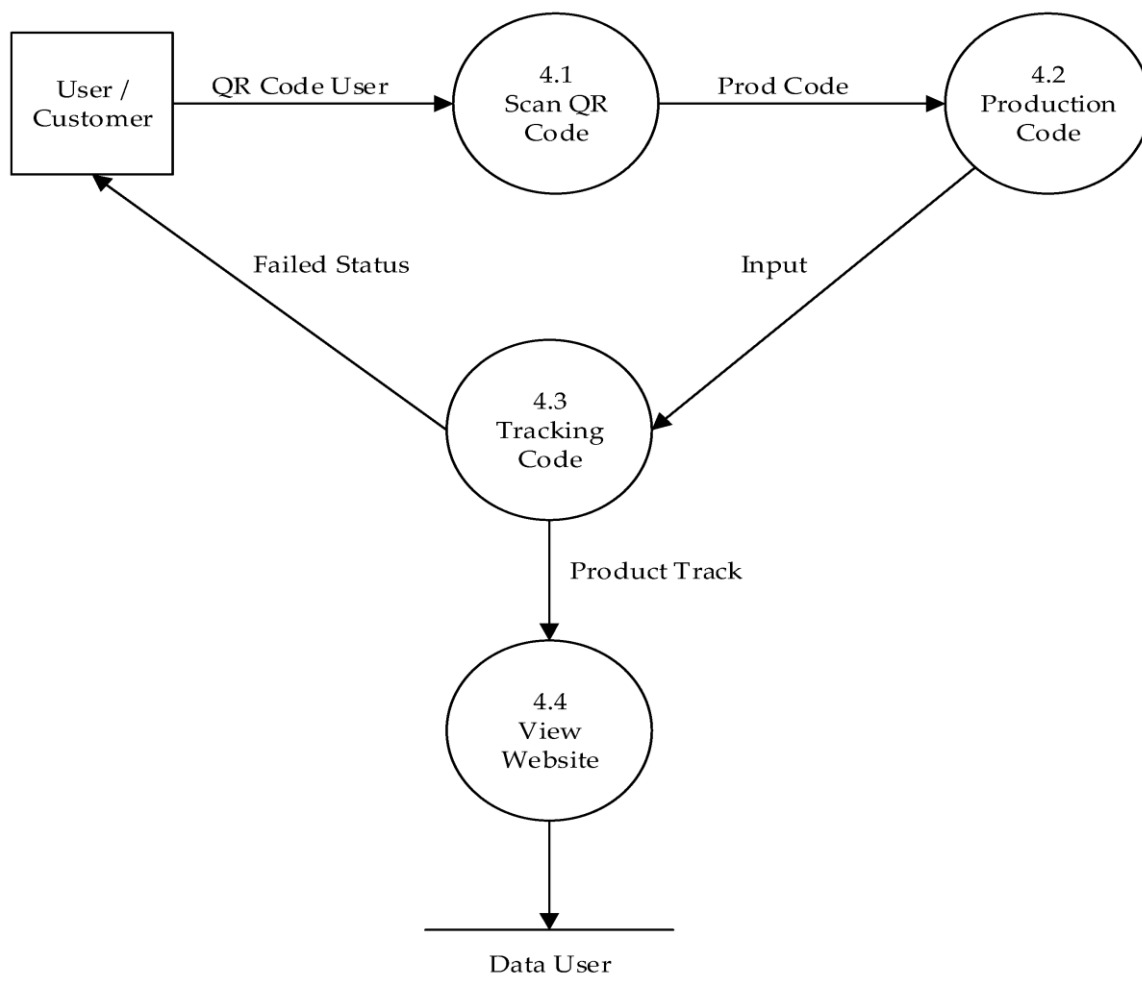 User /
Customer
QR Code User
4.1
Scan QR
Code
Prod Code
4.2
Production
Code
Failed Status
Input
4.3
Tracking
Code
Product Track
4.4
View
Website
Data User